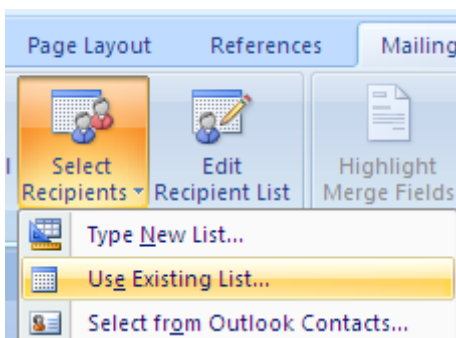 Page Layout References Mailing
Select Edit Highlight
Recipients Recipient List Merge Fields
Type New List...
Use Existing List...
Select from Outlook Contacts...